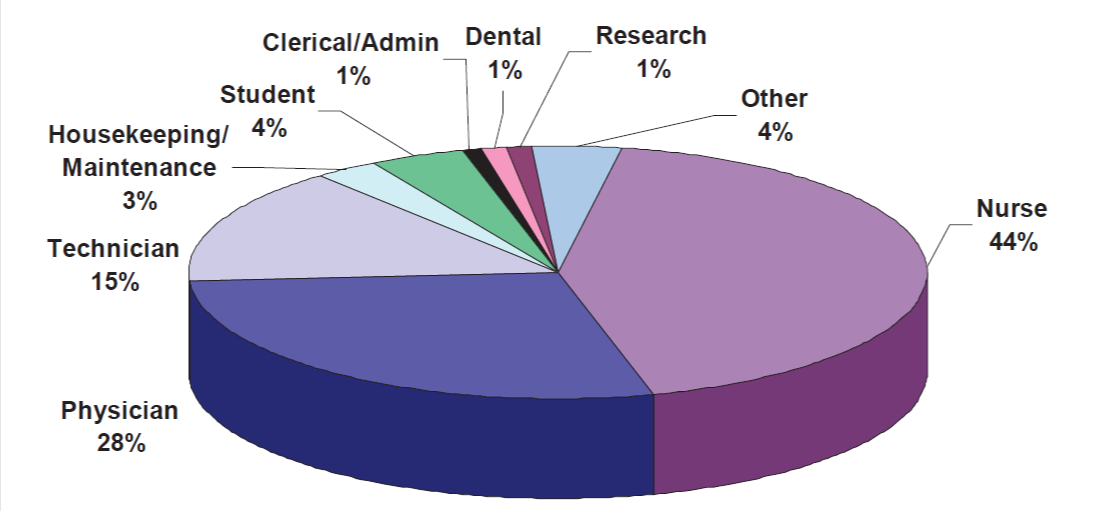 Clerical/Admin
1%
Dental
1%
Research
1%
Student
4%
Other
4%
Housekeeping/
Maintenance
3%
Nurse
44%
Technician
15%
Physician
28%